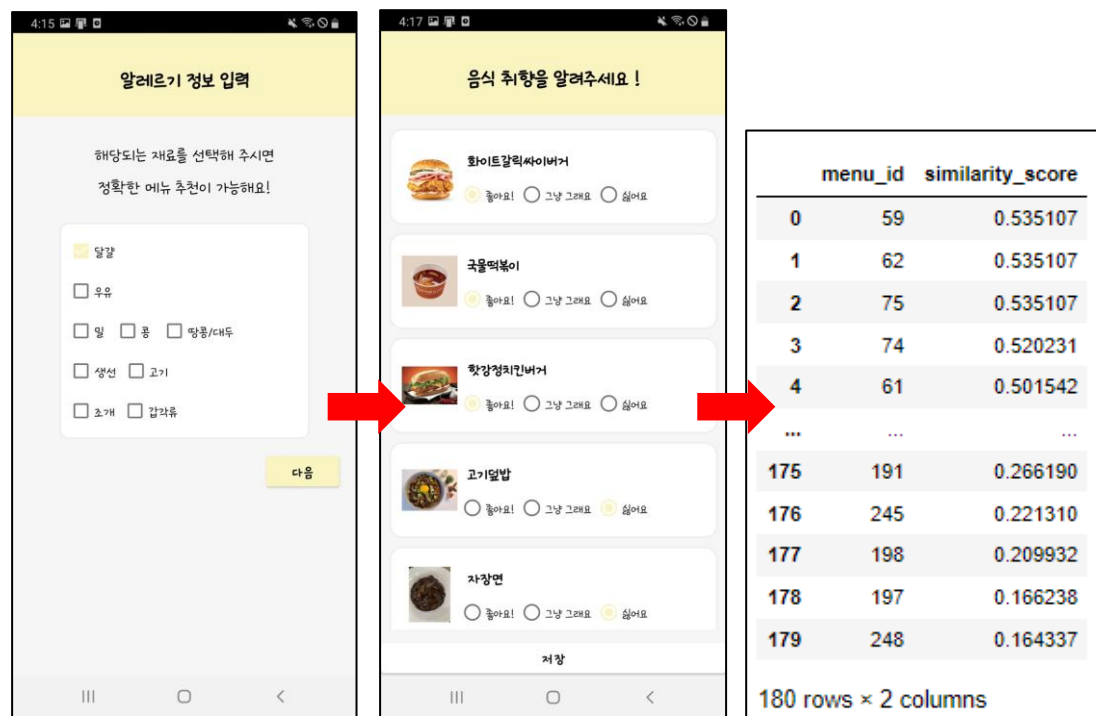 4:15
알레르기 정보 입력
해당되는 재료를 선택해 주시면
정확한 메뉴 추천이 가능해요!
달걀
우유
밀 콩 땅콩/대두
생선 고기
조개 갑각류
다음
4:17
음식 취향을 알려주세요 !
화이트갈릭싸이버거
좋아요! 그냥 그래요 싫어요
국물떡볶이
좋아요! 그냥 그래요 싫어요
핫강정치킨버거
좋아요! 그냥 그래요 싫어요
고기덮밥
좋아요! 그냥 그래요 싫어요
자장면
좋아요! 그냥 그래요 싫어요
저장
menu_id similarity_score
0 59 0.535107
1 62 0.535107
2 75 0.535107
3 74 0.520231
4 61 0.501542
... ... ...
175 191 0.266190
176 245 0.221310
177 198 0.209932
178 197 0.166238
179 248 0.164337
180 rows × 2 columns